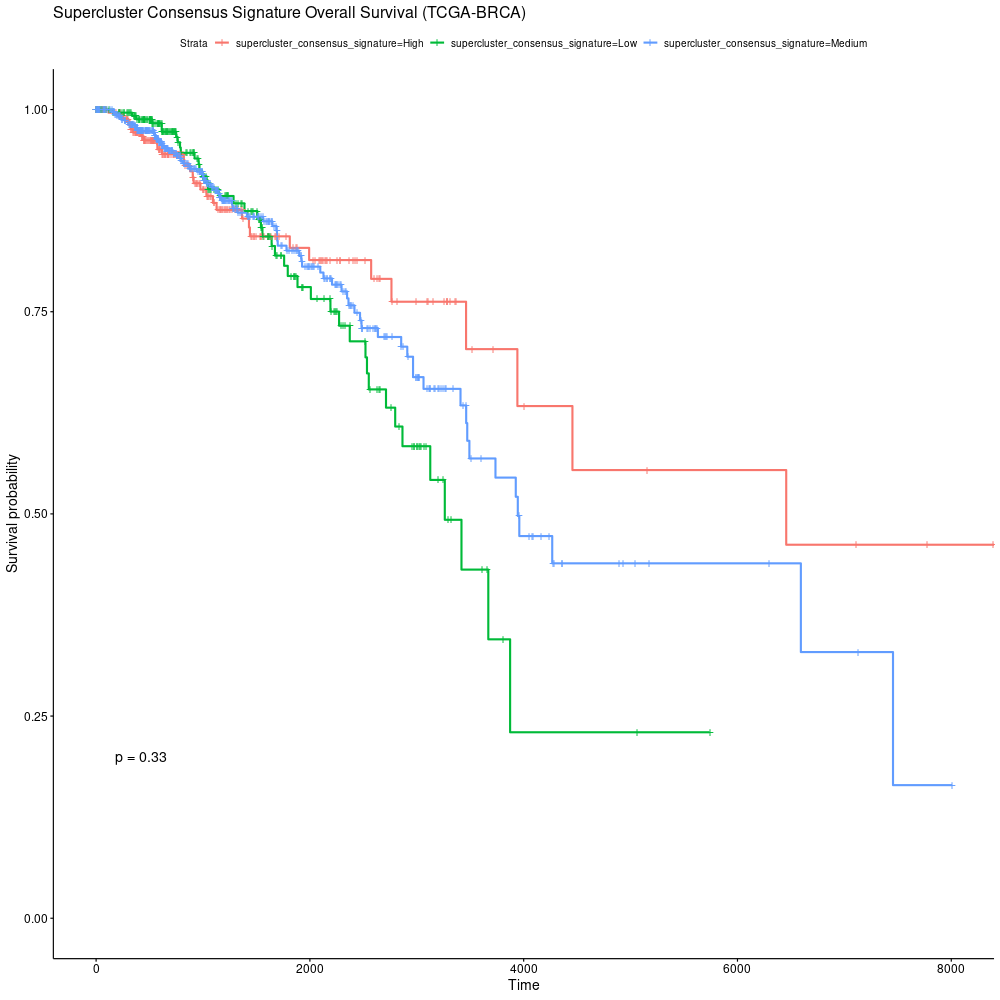 Supercluster Consensus Signature Overall Survival (TCGA-BRCA)
Strata supercluster_consensus_signature=High supercluster_consensus_signature=Low supercluster_consensus_signature=Medium
1.00
0.75
0.50
0.25
0.00
Survival probability
p = 0.33
0 2000 4000 6000 8000
Time